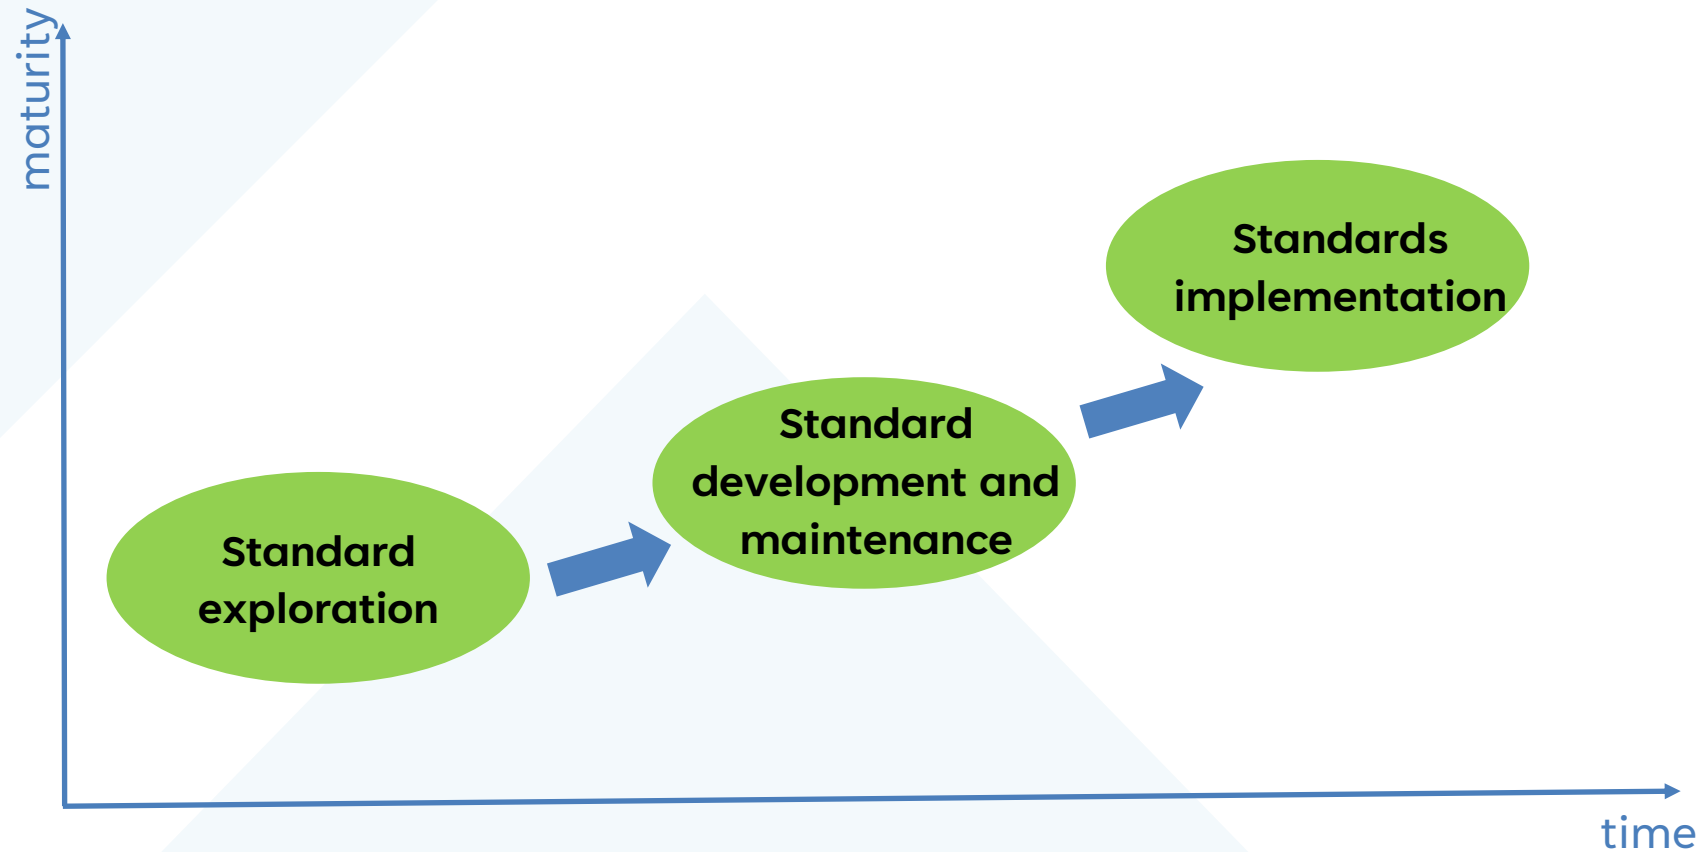 maturity
Standards
implementation
Standard
development and
maintenance
Standard
exploration
time